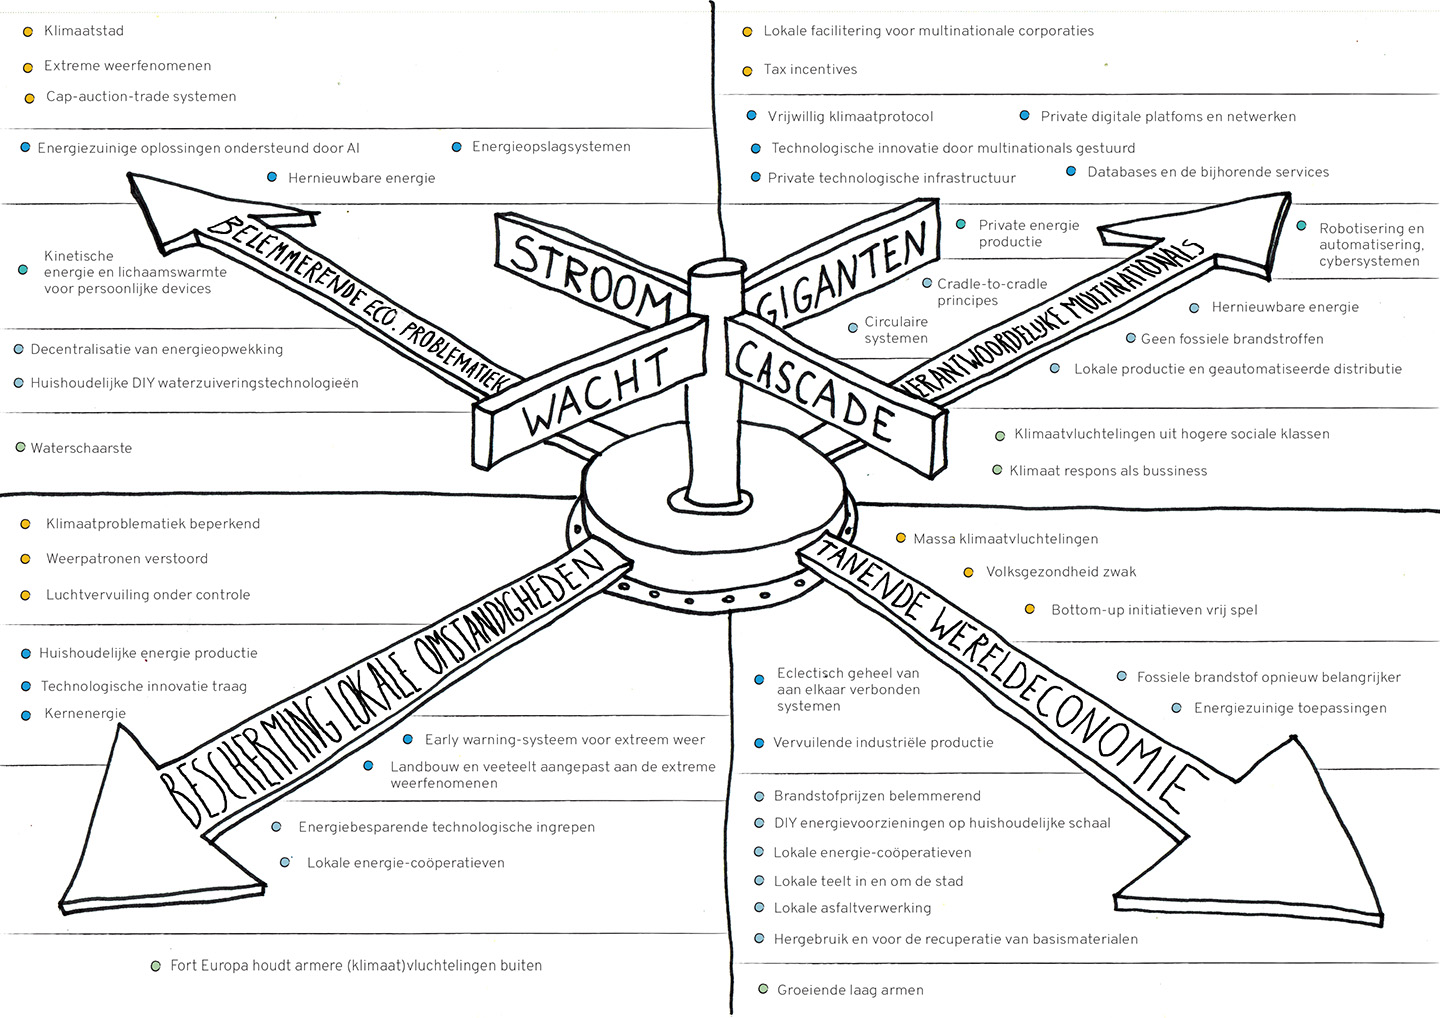 Klimaatstad
Extreme weerfenomenen
Cap-auction-trade systemen
Energiezuinige oplossingen ondersteund door AI
Energieopslagsystemen
Hernieuwbare energie
Kinetische
energie en lichaamswarmte
voor persoonlijke devices
Decentralisatie van energieopwekking
Huishoudelijke DIY waterzuiveringstechnologieën
Waterschaarste
BELEMMERENDE ECO. PROBLEMATIEK
STROOM
Lokale facilitering voor multinationale corporaties
Tax incentives
Vrijwillig klimaatprotocol
Private digitale platfoms en netwerken
Technologische innovatie door multinationals gestuurd
Private technologische infrastructuur
Databases en de bijhorende services
Private energie
productie
Robotisering en
automatisering,
cybersystemen
Cradle-to-cradle
principes
Circulaire
systemen
Hernieuwbare energie
Geen fossiele brandstoffen
Lokale productie en geautomatiseerde distributie
Klimaatvluchtelingen uit hogere sociale klassen
Klimaat respons als bussiness
GIGANTEN
VERANTWOORDELIJKE MULTINATIONALS
WACHT
CASCADE
Klimaatproblematiek beperkend
Weerpatronen verstoord
Luchtvervuiling onder controle
Huishoudelijke energie productie
Technologische innovatie traag
Kernenergie
BESCHERMING LOKALE OMSTANDIGHEDEN
Early warning-systeem voor extreem weer
Landbouw en veeteelt aangepast aan de extreme
weerfenomenen
Energiebesparende technologische ingrepen
Lokale energie-coöperatieven
Fort Europa houdt armere (klimaat)vluchtelingen buiten
Massa klimaatvluchtelingen
Volksgezondheid zwak
Bottom-up initiatieven vrij spel
TANENDE WERELDECONOMIE
Eclectisch geheel van
aan elkaar verbonden
systemen
Vervuilende industriële productie
Fossiele brandstof opnieuw belangrijker
Energiezuinige toepassingen
Brandstofprijzen belemmerend
DIY energievoorzieningen op huishoudelijke schaal
Lokale energie-coöperatieven
Lokale teelt in en om de stad
Lokale asfaltverwerking
Hergebruik en voor de recuperatie van basismaterialen
Groeiende laag armen